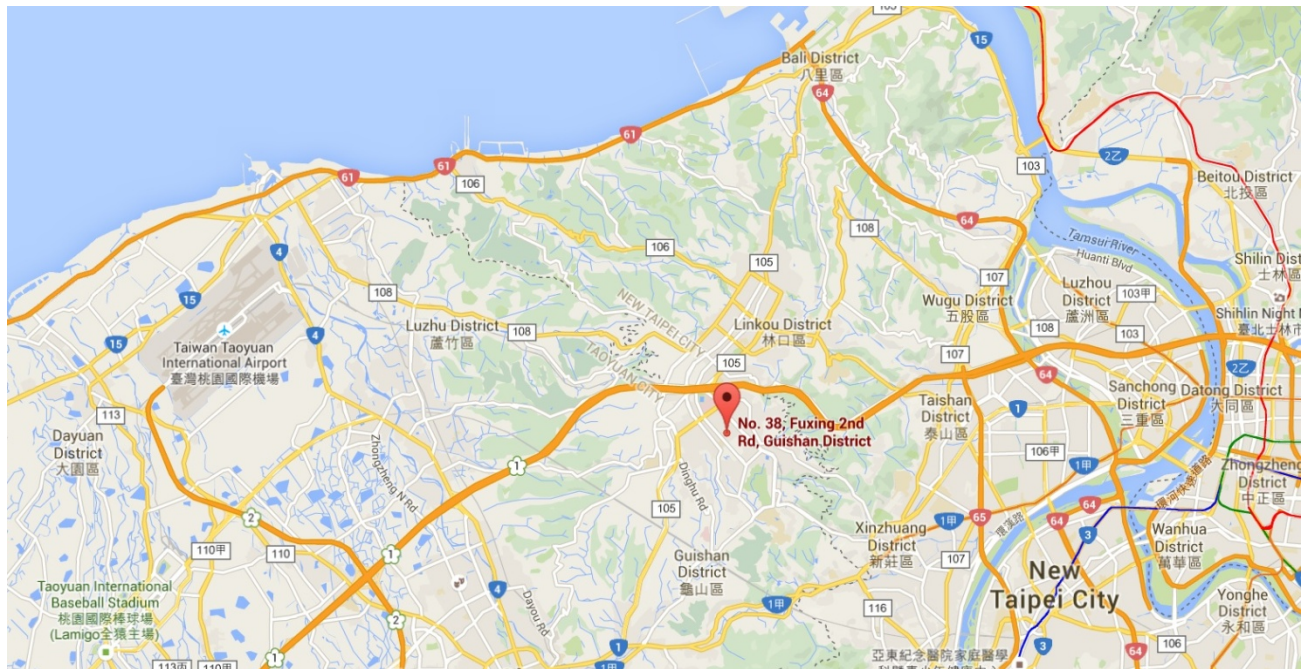 103
15
Bali District
八里區
64
61
2乙
61
103
106
Beitou District
北投區
61
64
108
4
106
Tamsui River
Huanti Blvd
105
Shilin Dist
士林區
107
15
108
NEW TAIPEI CITY
Wugu District
五股區
Luzhou
District
蘆洲區
103甲
Luzhu District
蘆竹區
108
Linkou District
林口區
Shihlin Night
臺北士林市
4
108
103
15
Taiwan Taoyuan
International Airport
臺灣桃園國際機場
TAOYUAN CITY
105
107
64
2乙
Sanchong
District
三重區
Datong District
大同區
113
No. 38, Fuxing 2nd
Rd, Guishan District
Taishan
District
泰山區
1
Dayuan
District
大園區
Zhongzheng N Rd
1
106甲
1甲
環河快速道路
Zhongzheng
District
中正區
Dinghu Rd
2
105
65
64
64
1甲
Xinzhuang
District
新莊區
3
Wanhua
District
萬華區
110甲
110
1
107
Guishan
District
龜山區
2
4
New
Taipei City
Taoyuan International
Baseball Stadium
桃園國際棒球場
(Lamigo全猿主場)
Dayou Rd
1甲
116
Yonghe
District
永和區
1
3
64
106
亞東紀念醫院家庭醫學
113丙
110甲
2
1甲